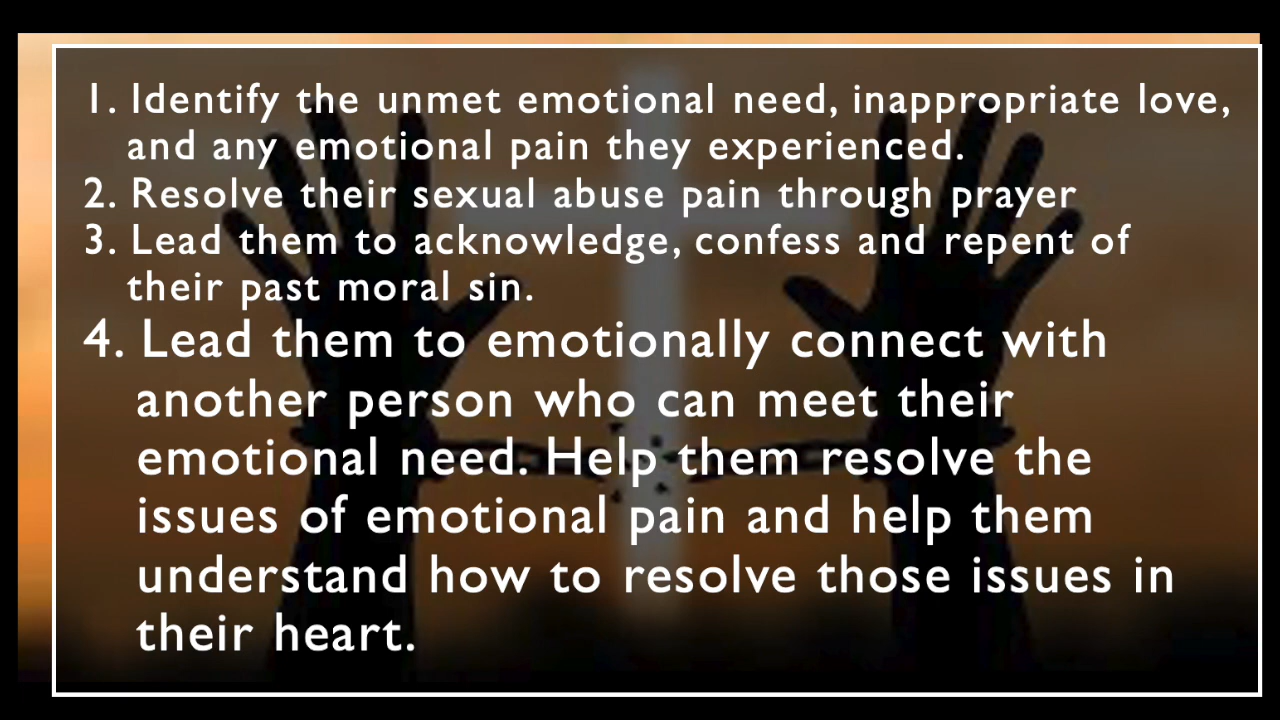 1. Identify the unmet emotional need, inappropriate love,
and any emotional pain they experienced.
2. Resolve their sexual abuse pain through prayer
3. Lead them to acknowledge, confess and repent of
their past moral sin.
4. Lead them to emotionally connect with
another person who can meet their
emotional need. Help them resolve the
issues of emotional pain and help them
understand how to resolve those issues in
their heart.